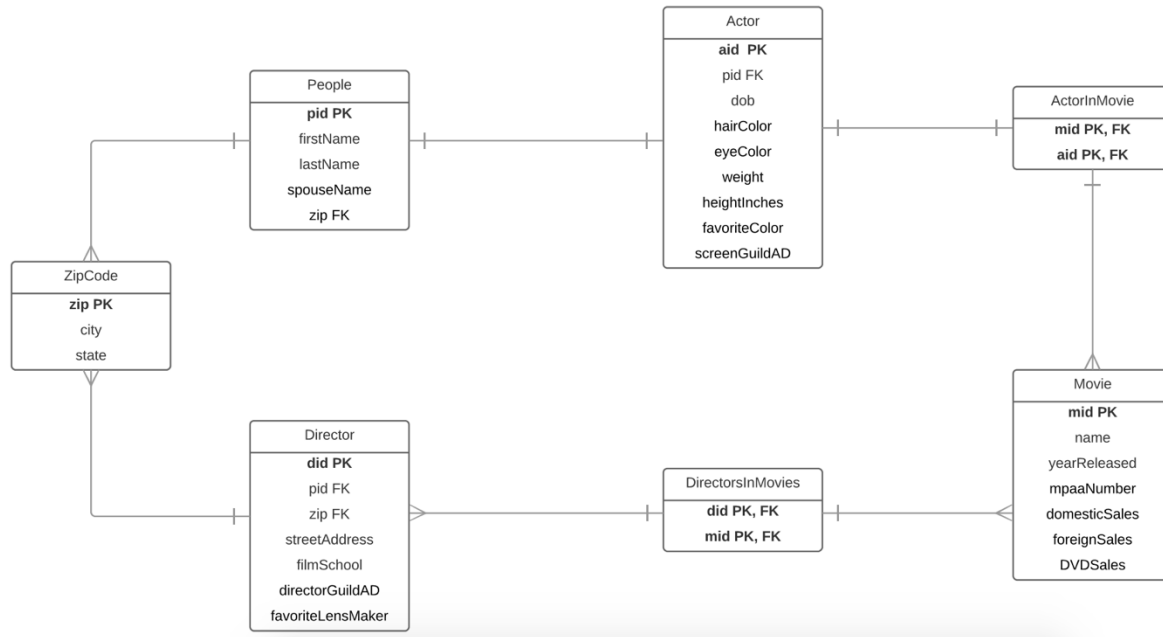 People
pid PK
firstName
lastName
spouseName
zip FK
Actor
aid PK
pid FK
dob
hairColor
eyeColor
weight
heightInches
favoriteColor
screenGuildAD
ActorInMovie
mid PK, FK
aid PK, FK
ZipCode
zip PK
city
state
Director
did PK
pid FK
zip FK
streetAddress
filmSchool
directorGuildAD
favoriteLensMaker
DirectorsInMovies
did PK, FK
mid PK, FK
Movie
mid PK
name
yearReleased
mpaaNumber
domesticSales
foreignSales
DVDSales